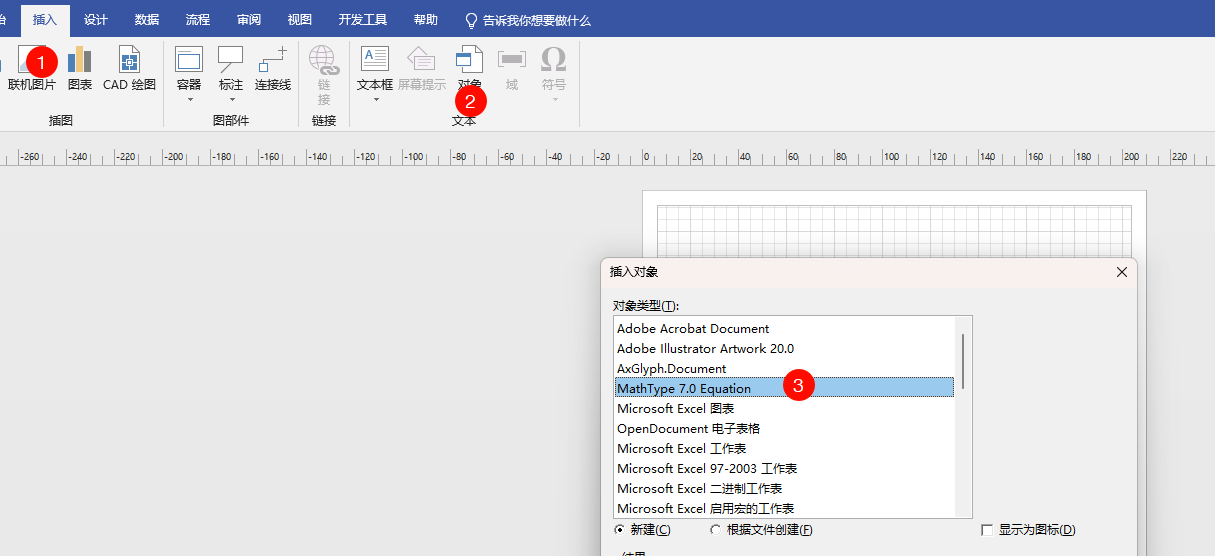 插入 设计 数据 流程 审阅 视图 开发工具 帮助 告诉我你想要做什么
1
联机图片 图表 CAD 绘图 容器 标注 连接线 链接 文本框 屏幕提示 对象 域 符号
2
插图 图部件 链接 文本
-260 -240 -220 -200 -180 -160 -140 -120 -100 -80 -60 -40 -20 0 20 40 60 80 100 120 140 160 180 200 220
插入对象
对象类型(T):
Adobe Acrobat Document
Adobe Illustrator Artwork 20.0
AxGlyph.Document
MathType 7.0 Equation 3
Microsoft Excel 图表
OpenDocument 电子表格
Microsoft Excel 工作表
Microsoft Excel 97-2003 工作表
Microsoft Excel 二进制工作表
Microsoft Excel 启用宏的工作表
新建(C) 根据文件创建(F) 显示为图标(D)